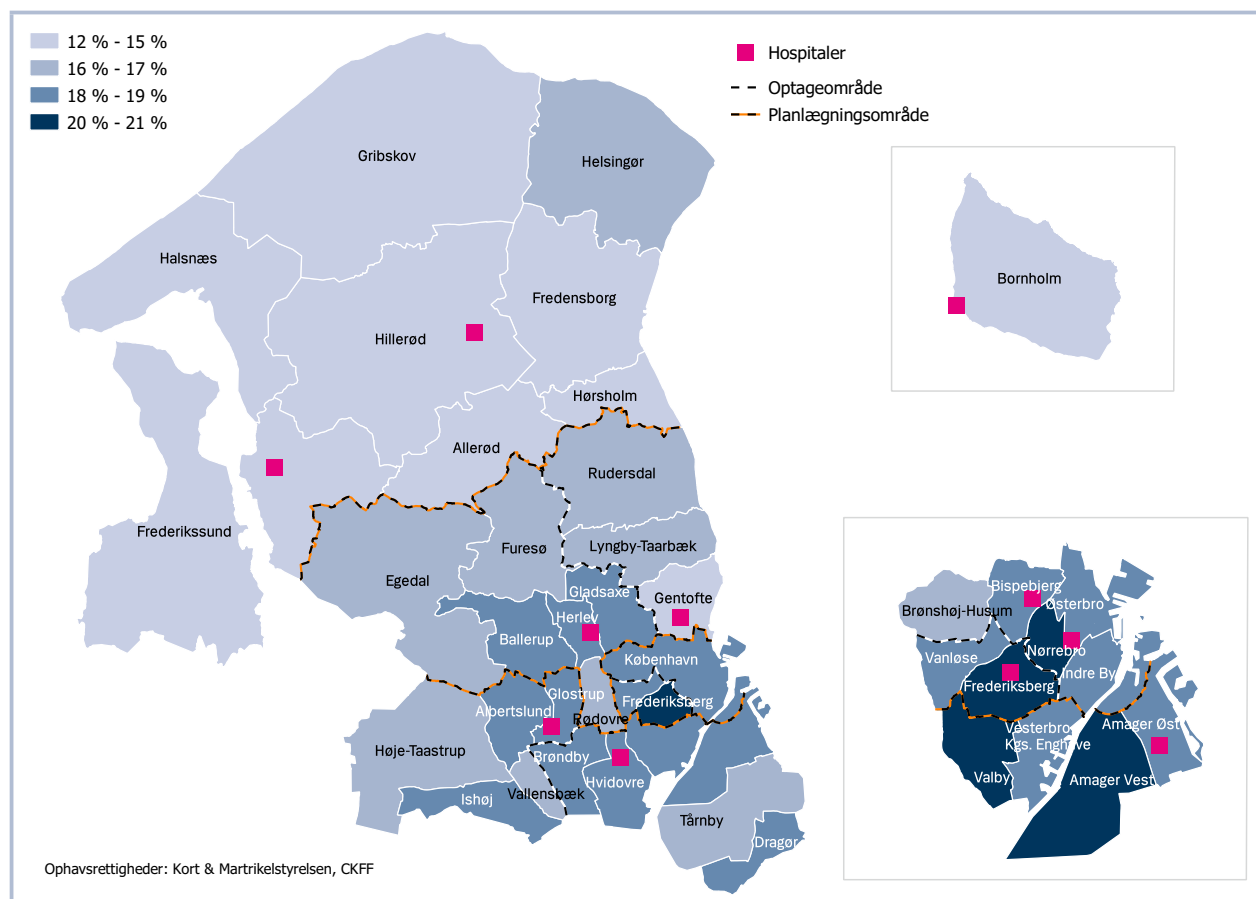 12 % - 15 %
16 % - 17 %
18 % - 19 %
20 % - 21 %
Hospitaler
Optageområde
Planlægningsområde
Gribskov
Helsingør
Halsnæs
Fredensborg
Hillerød
Hørsholm
Allerød
Rudersdal
Frederikssund
Furesø
Lyngby-Taarbæk
Egedal
Gladsaxe
Gentofte
Herlev
Ballerup
København
Glostrup
Frederiksberg
Albertslund
Rødovre
Høje-Taastrup
Brøndby
Hvidovre
Vallensbæk
Ishøj
Tårnby
Dragør
Bornholm
Bispebjerg
Brønshøj-Husum
Østerbro
Nørrebro
Vanløse
Indre By
Frederiksberg
Vesterbro
Kgs. Enghave
Amager Øst
Valby
Amager Vest
Ophavsrettigheder: Kort & Martrikelstyrelsen, CKFF